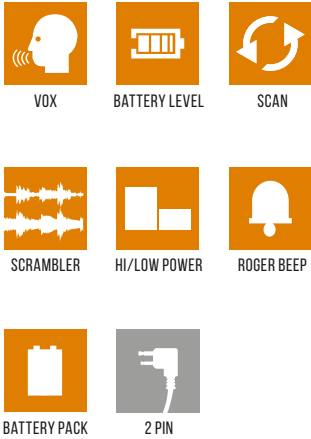 VOX
BATTERY LEVEL
SCAN
SCRAMBLER
HI/LOW POWER
ROGER BEEP
BATTERY PACK
2 PIN